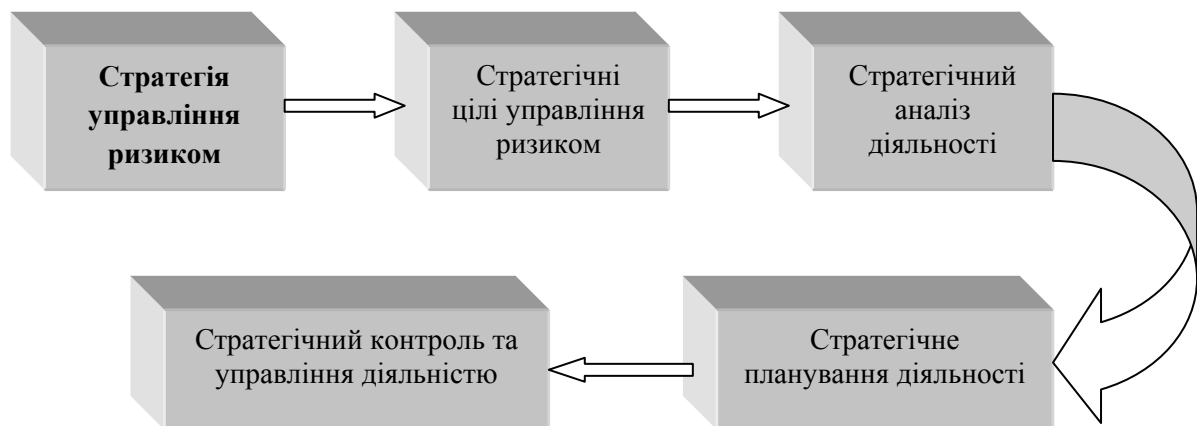 Стратегія
управління
ризиком
Стратегічні
цілі управління
ризиком
Стратегічний
аналіз
діяльності
Стратегічне
планування діяльності
Стратегічний контроль та
управління діяльністю